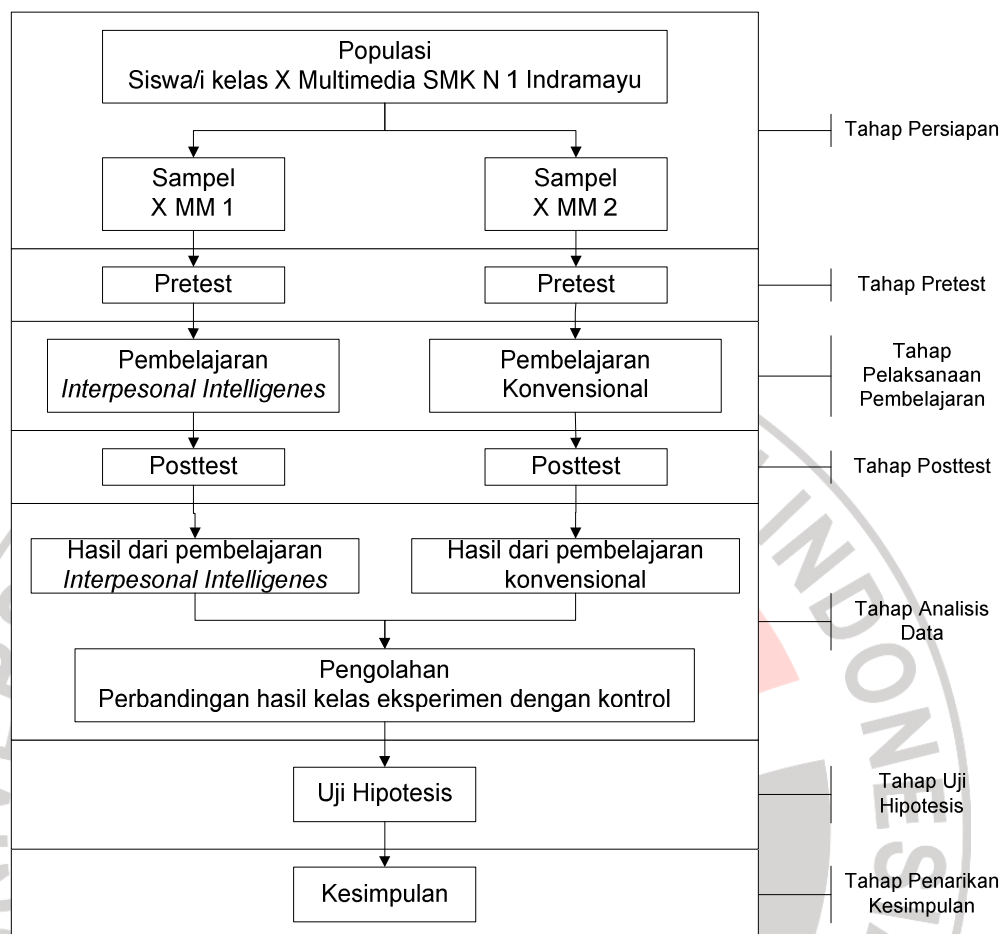 Populasi
Siswa/i kelas X Multimedia SMK N 1 Indramayu
Tahap Persiapan
Sampel
X MM 1
Sampel
X MM 2
Pretest
Pretest
Tahap Pretest
Pembelajaran
Interpesonal Intelligenes
Pembelajaran
Konvensional
Tahap
Pelaksanaan
Pembelajaran
Posttest
Posttest
Tahap Posttest
Hasil dari pembelajaran
Interpesonal Intelligenes
Hasil dari pembelajaran
konvensional
Tahap Analisis
Data
Pengolahan
Perbandingan hasil kelas eksperimen dengan kontrol
Uji Hipotesis
Tahap Uji
Hipotesis
Kesimpulan
Tahap Penarikan
Kesimpulan
INDONESIA